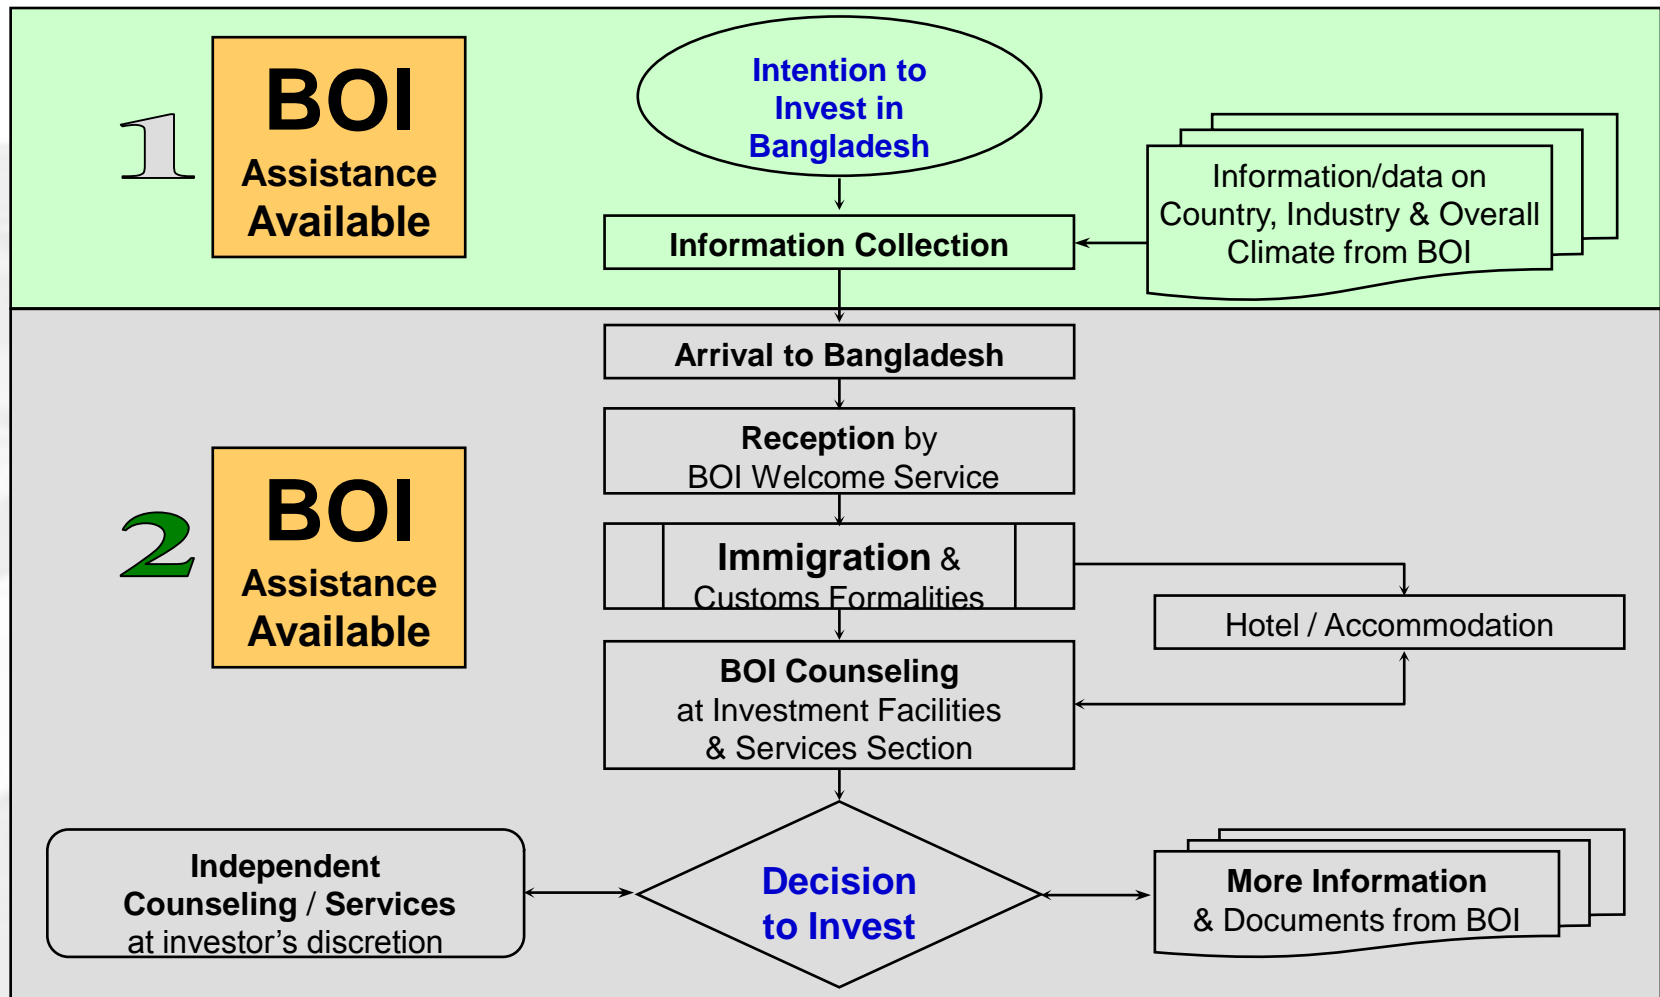 1
BOI
Assistance
Available
Intention to
Invest in
Bangladesh
Information/data on
Country, Industry & Overall
Climate from BOI
Information Collection
Arrival to Bangladesh
Reception by
BOI Welcome Service
2
BOI
Assistance
Available
Immigration &
Customs Formalities
Hotel / Accommodation
BOI Counseling
at Investment Facilities
& Services Section
Independent
Counseling / Services
at investor's discretion
Decision
to Invest
More Information
& Documents from BOI